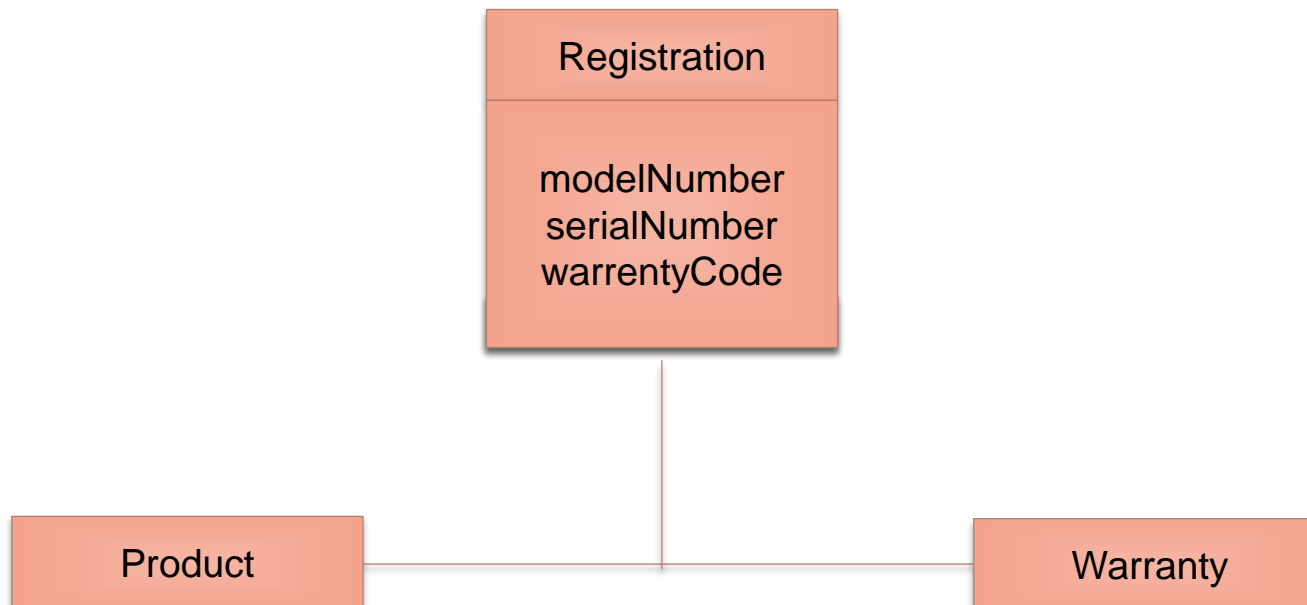 Registration
modelNumber
serialNumber
warrentyCode
Product
Warranty